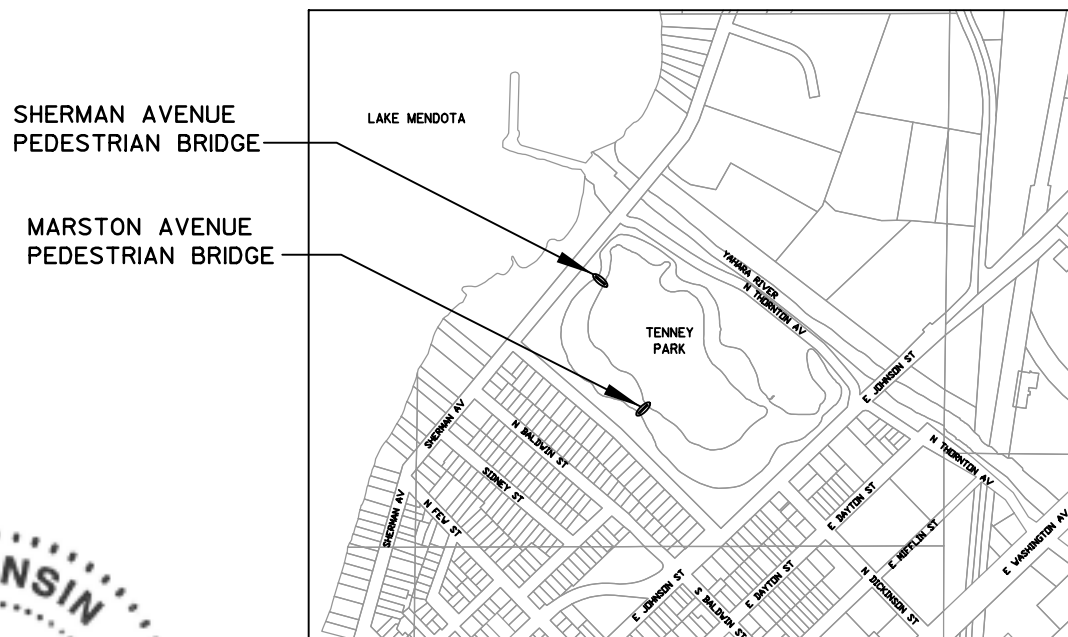 SHERMAN AVENUE
PEDESTRIAN BRIDGE
LAKE MENDOTA
MARSTON AVENUE
PEDESTRIAN BRIDGE
YAHARA RIVER
N THORNTON AV
TENNEY
PARK
E JOHNSON ST
SHERMAN AV
N BALDWIN ST
SIDNEY ST
N THORNTON AV
SHERMAN AV
N FEW ST
E DAYTON ST
E MIFFLIN ST
E WASHINGTON AV
E JOHNSON ST
S BALDWIN ST
E DAYTON ST
N DICKINSON ST
NSIN